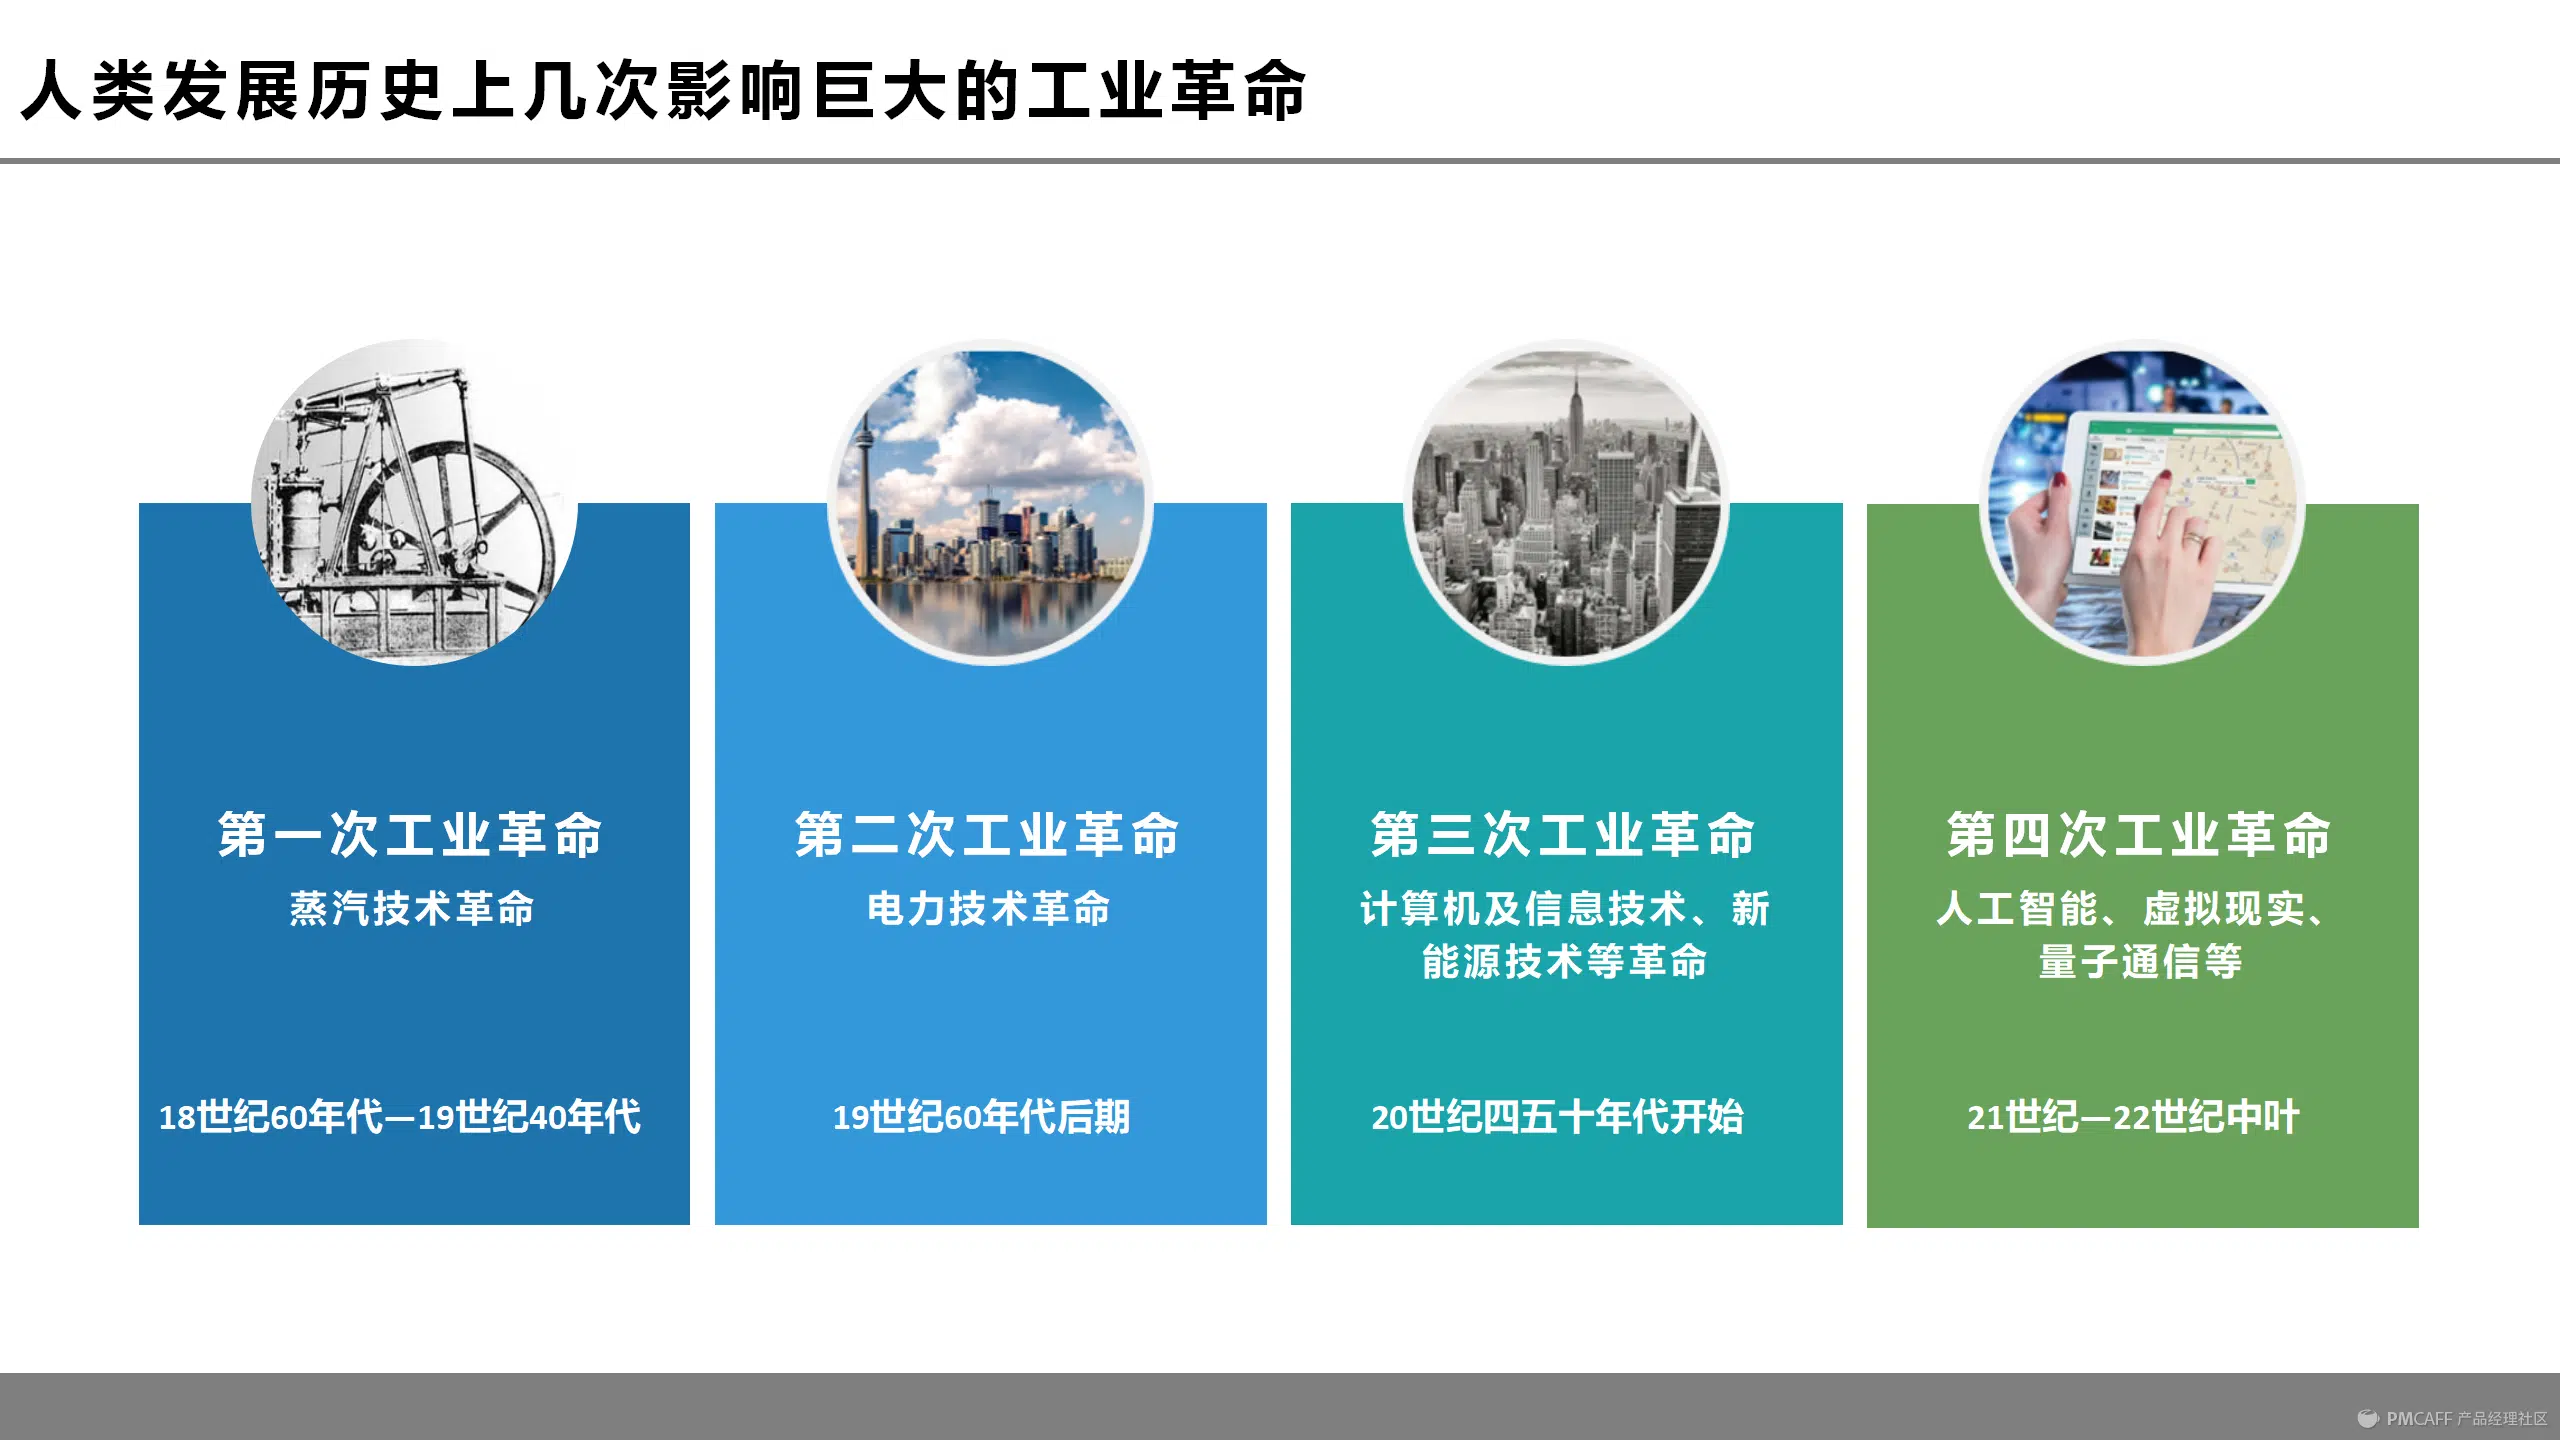 人类发展历史上几次影响巨大的工业革命
第一次工业革命
蒸汽技术革命
18世纪60年代—19世纪40年代
第二次工业革命
电力技术革命
19世纪60年代后期
第三次工业革命
计算机及信息技术、新
能源技术等革命
20世纪四五十年代开始
第四次工业革命
人工智能、虚拟现实、
量子通信等
21世纪—22世纪中叶
PMCAFF 产品经理社区